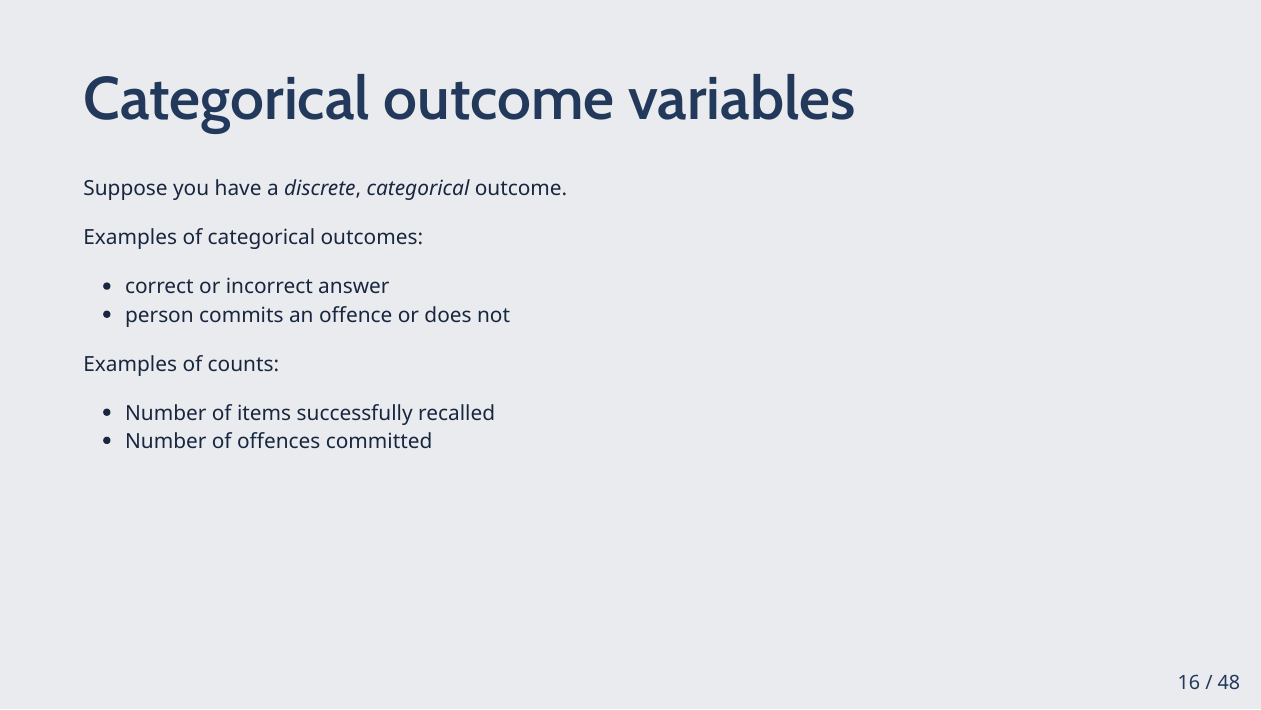 Categorical outcome variables
Suppose you have a discrete, categorical outcome.
Examples of categorical outcomes:
correct or incorrect answer
person commits an offence or does not
Examples of counts:
Number of items successfully recalled
Number of offences committed
16 / 48